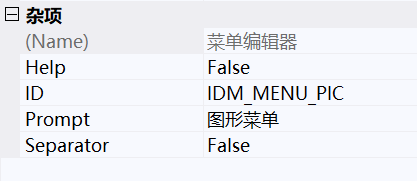 杂项
(Name) 菜单编辑器
Help False
ID IDM_MENU_PIC
Prompt 图形菜单
Separator False